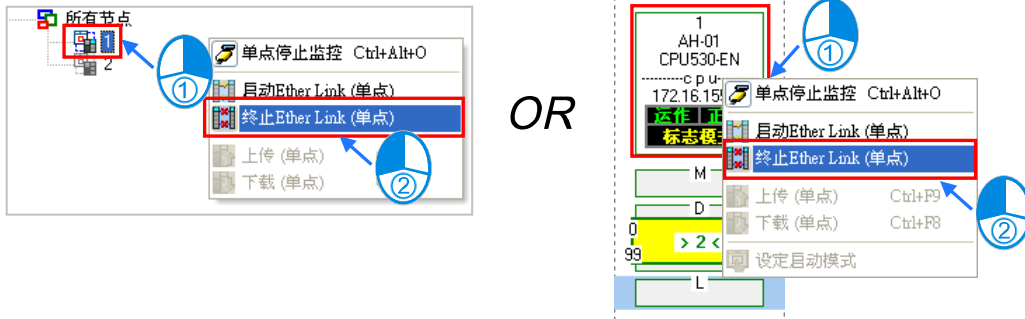 所有节点
1
2
①
单点停止监控 Ctrl+Alt+O
启动Ether Link (单点)
终止Ether Link (单点)
②
上传 (单点)
下载 (单点)
OR
1
AH-01
CPU530-EN
---------c p u---
172.16.15
运作 正
标志模
①
单点停止监控 Ctrl+Alt+O
启动Ether Link (单点)
终止Ether Link (单点)
②
上传 (单点) Ctrl+F9
下载 (单点) Ctrl+F8
设定启动模式
M
D
0
> 2 <
99
L